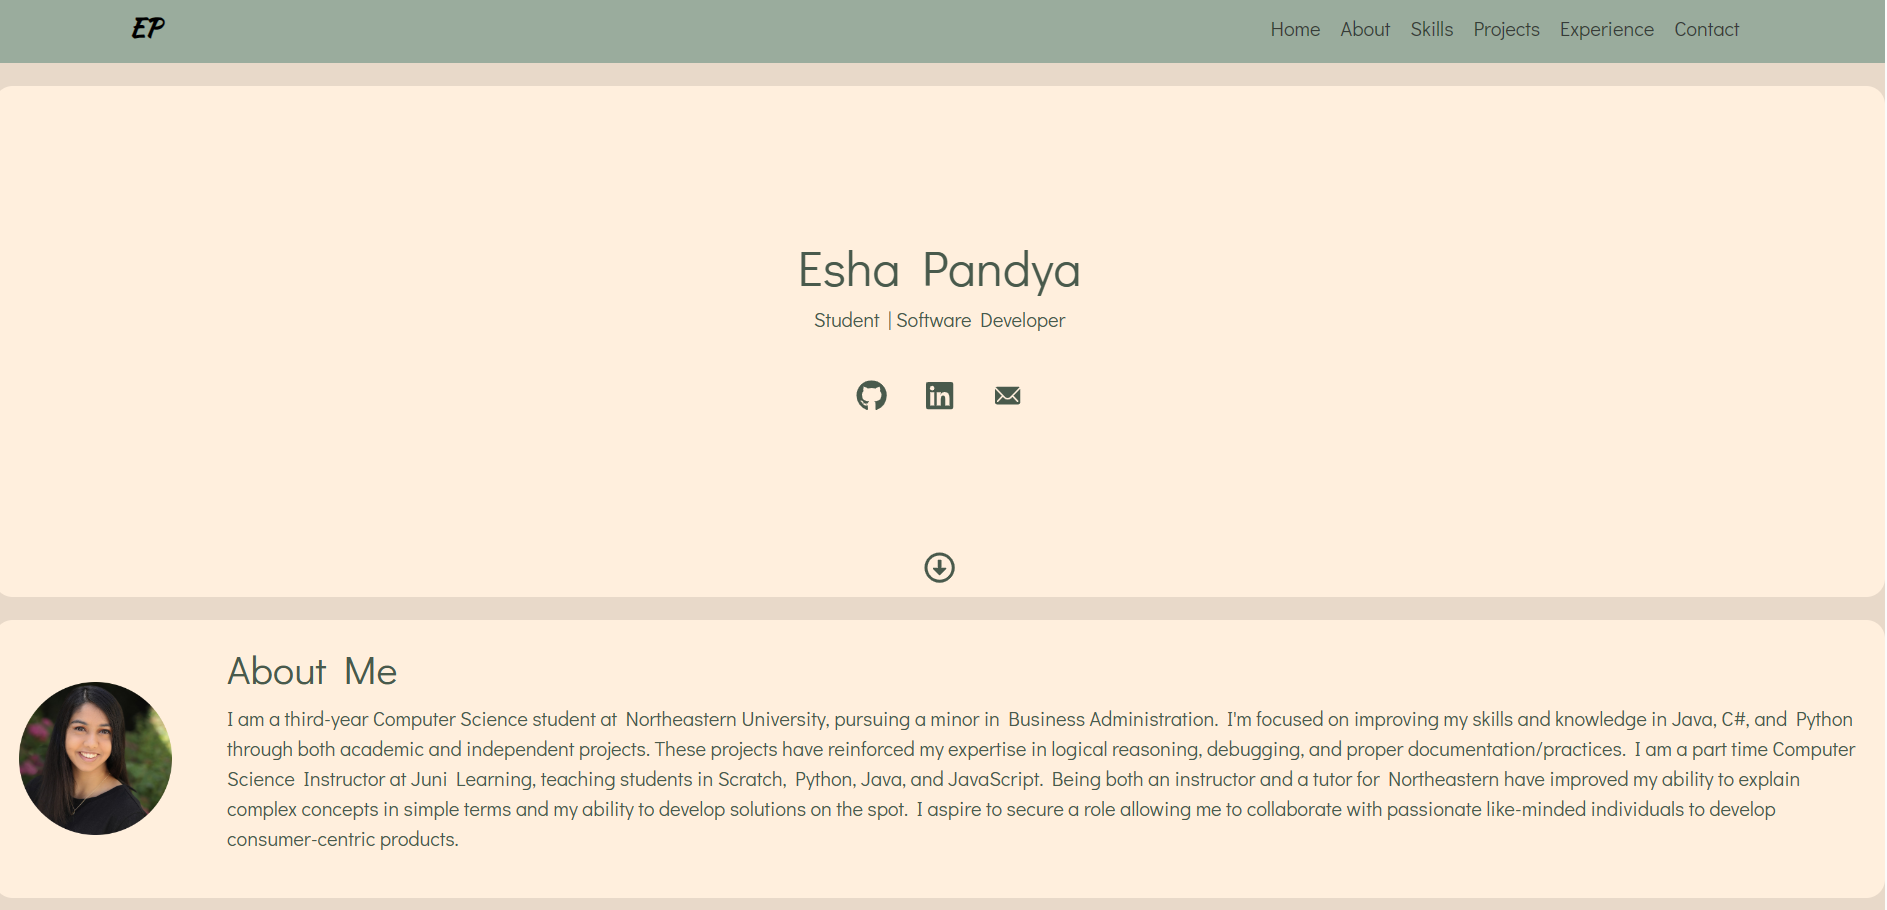 EP
Home About Skills Projects Experience Contact
Esha Pandya
Student | Software Developer
in
About Me
I am a third-year Computer Science student at Northeastern University, pursuing a minor in Business Administration. I'm focused on improving my skills and knowledge in Java, C#, and Python
through both academic and independent projects. These projects have reinforced my expertise in logical reasoning, debugging, and proper documentation/practices. I am a part time Computer
Science Instructor at Juni Learning, teaching students in Scratch, Python, Java, and JavaScript. Being both an instructor and a tutor for Northeastern have improved my ability to explain
complex concepts in simple terms and my ability to develop solutions on the spot. I aspire to secure a role allowing me to collaborate with passionate like-minded individuals to develop
consumer-centric products.